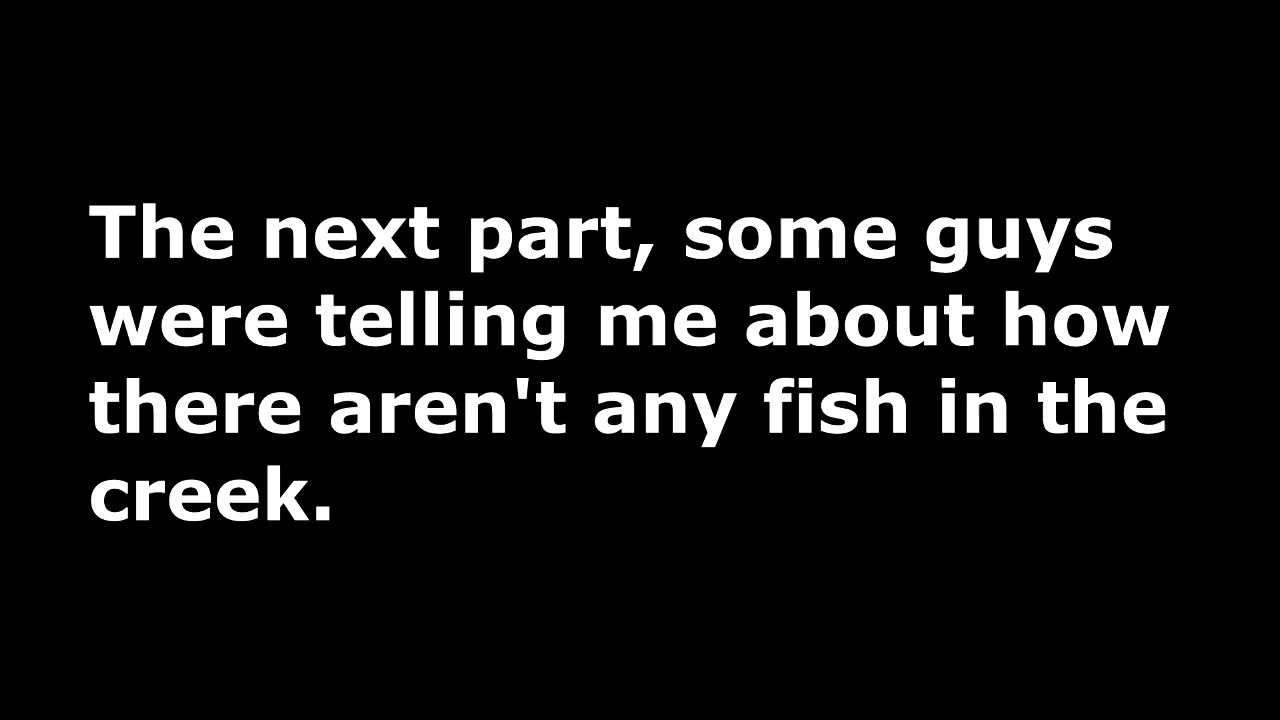 The next part, some guys
were telling me about how
there aren't any fish in the
creek.